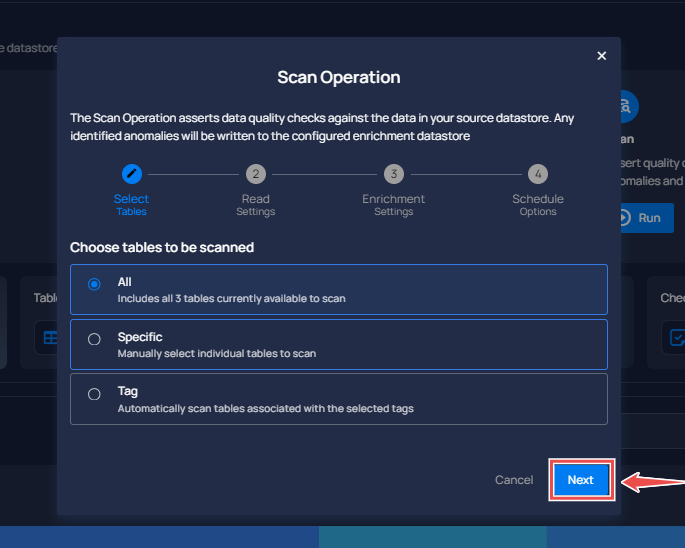 e datastore
Scan Operation
The Scan Operation asserts data quality checks against the data in your source datastore. Any
identified anomalies will be written to the configured enrichment datastore
2
3
4
Select
Tables
Read
Settings
Enrichment
Settings
Schedule
Options
Choose tables to be scanned
All
Includes all 3 tables currently available to scan
Specific
Manually select individual tables to scan
Tag
Automatically scan tables associated with the selected tags
Cancel
Next
an
sert quality c
omalies and
Run
Table
Chec